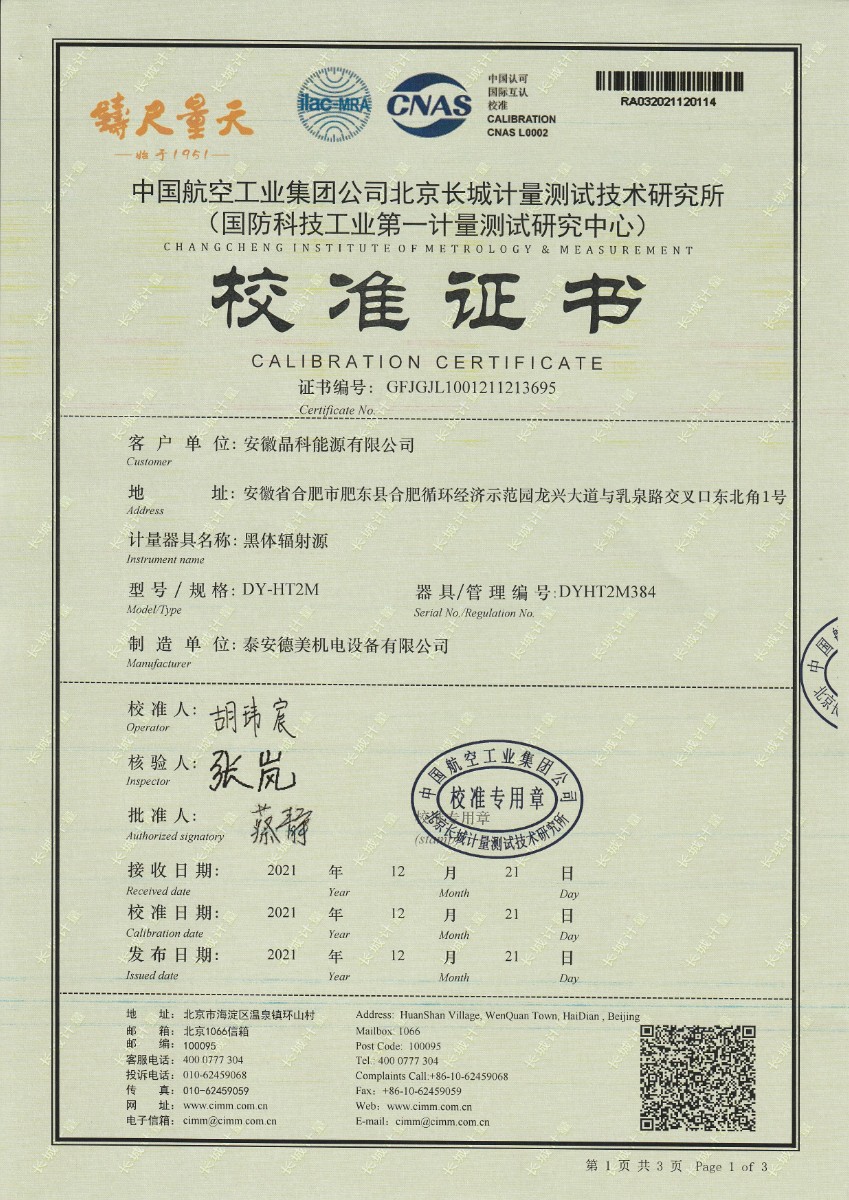 铸尺量天
始于1951
ilac-MRA
CNAS
中国认可
国际互认
校准
CALIBRATION
CNAS L0002
RA032021120114
中国航空工业集团公司北京长城计量测试技术研究所
（国防科技工业第一计量测试研究中心）
CHANGCHENG INSTITUTE OF METROLOGY & MEASUREMENT
校准证书
CALIBRATION CERTIFICATE
证书编号： GFJGJL1001211213695
Certificate No.
客户单位：安徽晶科能源有限公司
Customer
地址：安徽省合肥市肥东县合肥循环经济示范园龙兴大道与乳泉路交叉口东北角1号
Address
计量器具名称：黑体辐射源
Instrument name
型号/规格：DY-HT2M 器具/管理编号：DYHT2M384
Model/Type Serial No./Regulation No.
制造单位：泰安德美机电设备有限公司
Manufacturer
校准人：胡玮宸
Operator
核验人：张岚
Inspector
批准人：蔡静
Authorized signatory
中国航空工业集团公司
校准专用章
北京长城计量测试技术研究所
校准专用章
(stamp)
接收日期： 2021 年 12 月 21 日
Received date Year Month Day
校准日期： 2021 年 12 月 21 日
Calibration date Year Month Day
发布日期： 2021 年 12 月 21 日
Issued date Year Month Day
地址：北京市海淀区温泉镇环山村 Address: HuanShan Village, WenQuan Town, HaiDian , Beijing
邮箱：北京1066信箱 Mailbox: 1066
邮编：100095 Post Code: 100095
客服电话：400 0777 304 Tel.: 400 0777 304
投诉电话：010-62459068 Complaints Call:+86-10-62459068
传真：010-62459059 Fax: +86-10-62459059
网址：www.cimm.com.cn Web: www.cimm.com.cn
电子信箱：cimm@cimm.com.cn E-mail: cimm@cimm.com.cn
第 1 页 共 3 页 Page 1 of 3